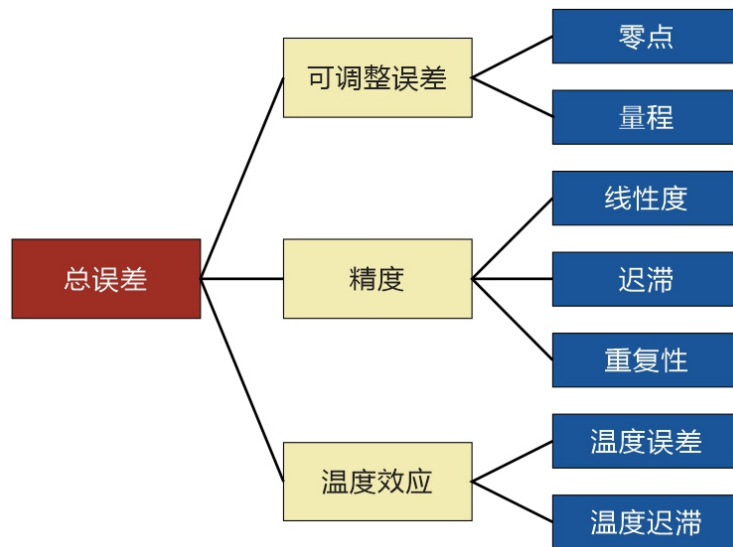 零点
可调整误差
量程
线性度
总误差
精度
迟滞
重复性
温度误差
温度效应
温度迟滞